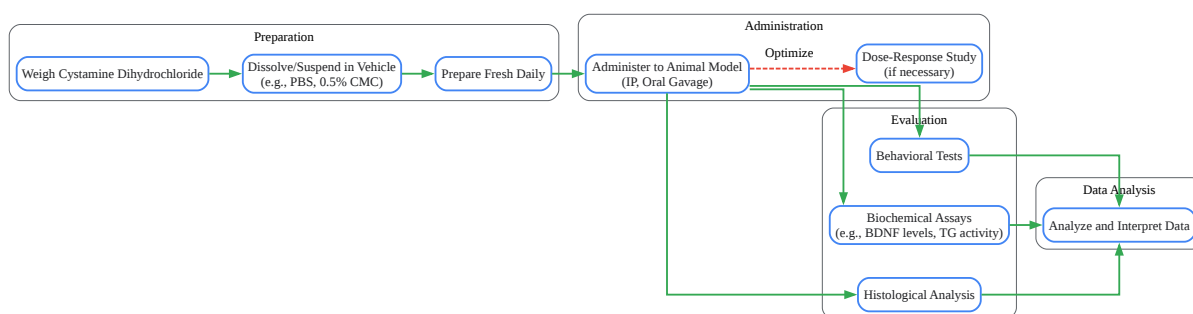 Preparation
Weigh Cystamine Dihydrochloride
Dissolve/Suspend in Vehicle
(e.g., PBS, 0.5% CMC)
Prepare Fresh Daily
Administration
Administer to Animal Model
(IP, Oral Gavage)
Optimize
Dose-Response Study
(if necessary)
Evaluation
Behavioral Tests
Biochemical Assays
(e.g., BDNF levels, TG activity)
Histological Analysis
Data Analysis
Analyze and Interpret Data